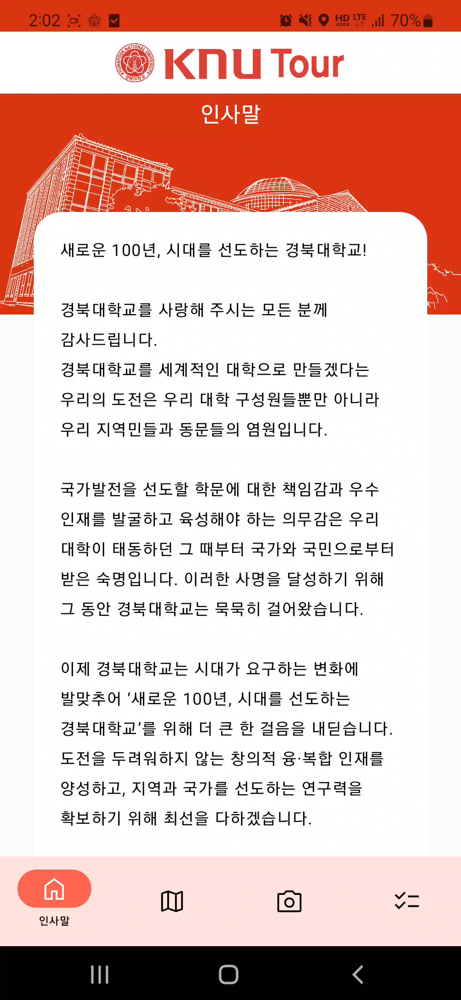 2:02
HD voice LTE 70%
KYUNGPOOK NATIONAL UNIVERSITY 경북대학교
KNU Tour
인사말
새로운 100년, 시대를 선도하는 경북대학교!
경북대학교를 사랑해 주시는 모든 분께
감사드립니다.
경북대학교를 세계적인 대학으로 만들겠다는
우리의 도전은 우리 대학 구성원들뿐만 아니라
우리 지역민들과 동문들의 염원입니다.
국가발전을 선도할 학문에 대한 책임감과 우수
인재를 발굴하고 육성해야 하는 의무감은 우리
대학이 태동하던 그 때부터 국가와 국민으로부터
받은 숙명입니다. 이러한 사명을 달성하기 위해
그 동안 경북대학교는 묵묵히 걸어왔습니다.
이제 경북대학교는 시대가 요구하는 변화에
발맞추어 ‘새로운 100년, 시대를 선도하는
경북대학교’를 위해 더 큰 한 걸음을 내딛습니다.
도전을 두려워하지 않는 창의적 융·복합 인재를
양성하고, 지역과 국가를 선도하는 연구력을
확보하기 위해 최선을 다하겠습니다.
인사말